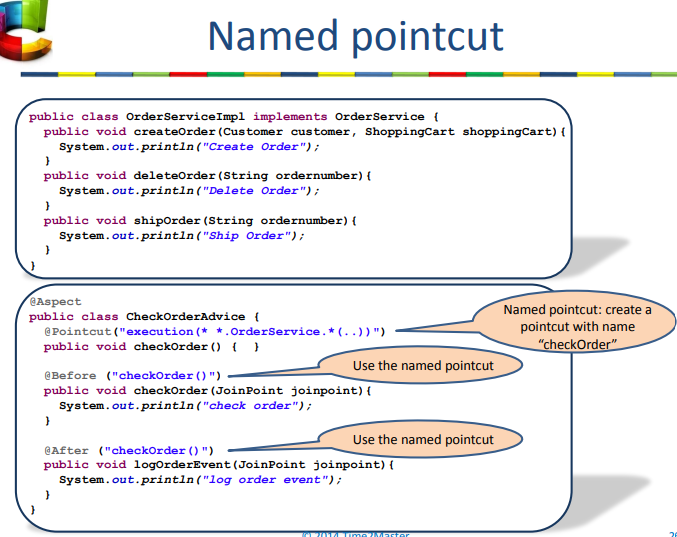 Named pointcut
public class OrderServiceImpl implements OrderService {
public void createOrder(Customer customer, ShoppingCart shoppingCart){
System.out.println("Create Order");
}
public void deleteOrder(String ordernumber){
System.out.println("Delete Order");
}
public void shipOrder(String ordernumber){
System.out.println("Ship Order");
}
}
@Aspect
public class CheckOrderAdvice {
@Pointcut("execution(* *.OrderService.*(..))")
public void checkOrder() {  }
Named pointcut: create a
pointcut with name
“checkOrder”
@Before ("checkOrder()")
Use the named pointcut
public void checkOrder(JoinPoint joinpoint){
System.out.println("check order");
}
@After ("checkOrder()")
Use the named pointcut
public void logOrderEvent(JoinPoint joinpoint){
System.out.println("log order event");
}
}
© 2014 Time2Master